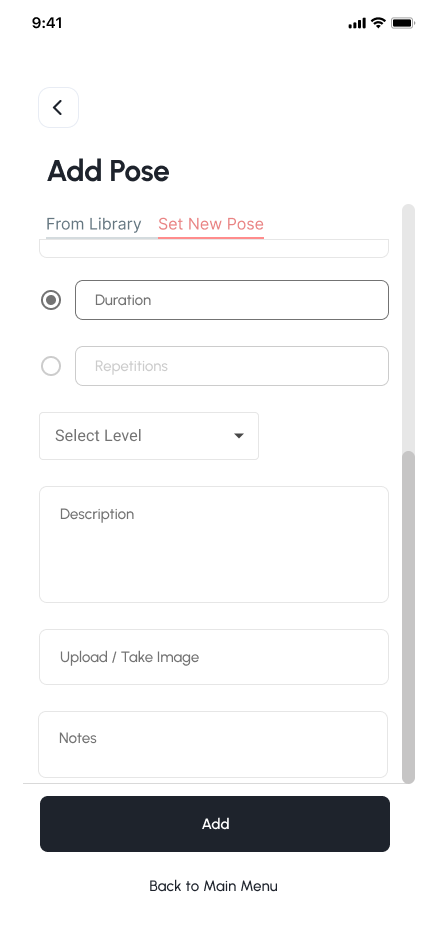 9:41
Add Pose
From Library Set New Pose
Duration
Repetitions
Select Level
Description
Upload / Take Image
Notes
Add
Back to Main Menu